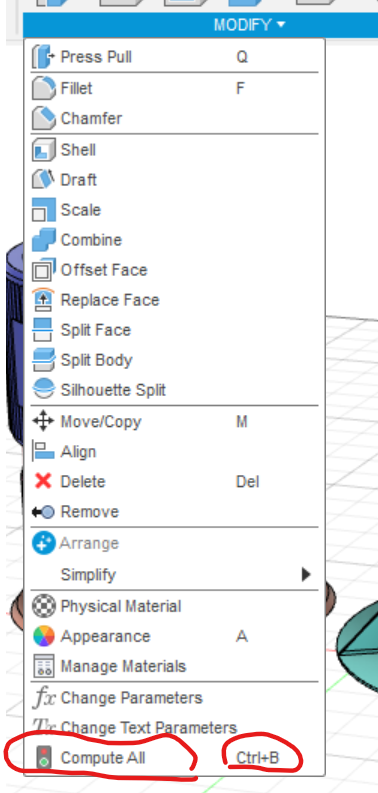 MODIFY
Press Pull Q
Fillet F
Chamfer
Shell
Draft
Scale
Combine
Offset Face
Replace Face
Split Face
Split Body
Silhouette Split
Move/Copy M
Align
Delete Del
Remove
Arrange
Simplify
Physical Material
Appearance A
Manage Materials
fx Change Parameters
Tx Change Text Parameters
Compute All Ctrl+B